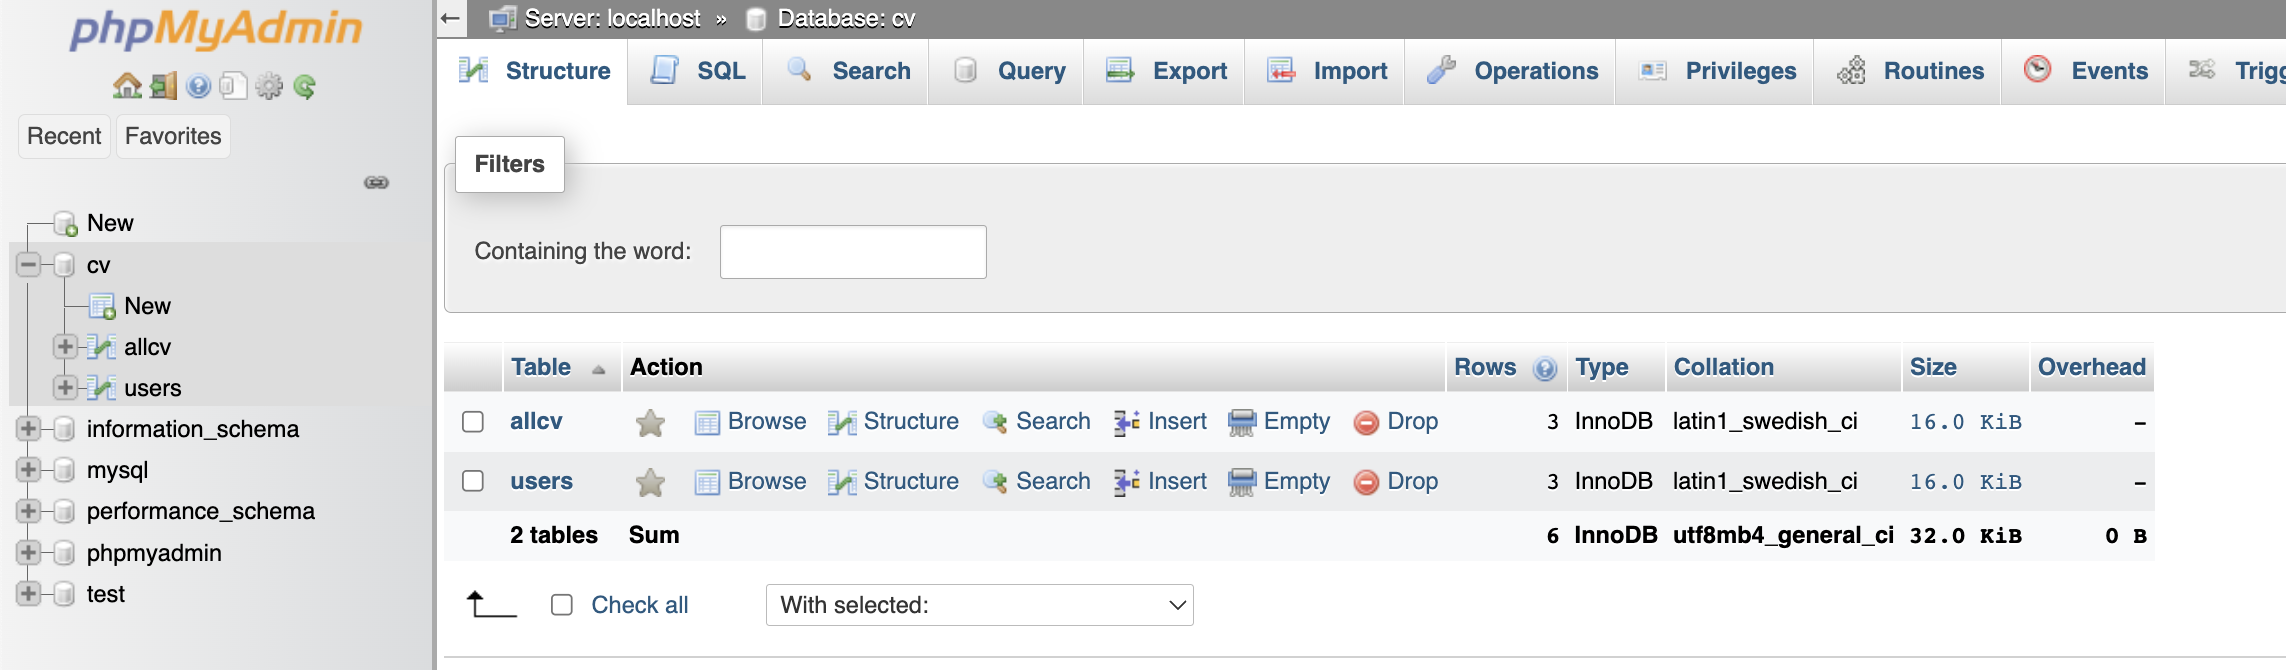 phpMyAdmin
Recent Favorites
New
cv
New
allcv
users
information_schema
mysql
performance_schema
phpmyadmin
test
Server: localhost » Database: cv
Structure SQL Search Query Export Import Operations Privileges Routines Events Trigg
Filters
Containing the word:
Table Action Rows Type Collation Size Overhead
allcv Browse Structure Search Insert Empty Drop 3 InnoDB latin1_swedish_ci 16.0 KiB –
users Browse Structure Search Insert Empty Drop 3 InnoDB latin1_swedish_ci 16.0 KiB –
2 tables Sum 6 InnoDB utf8mb4_general_ci 32.0 KiB 0 B
Check all With selected: